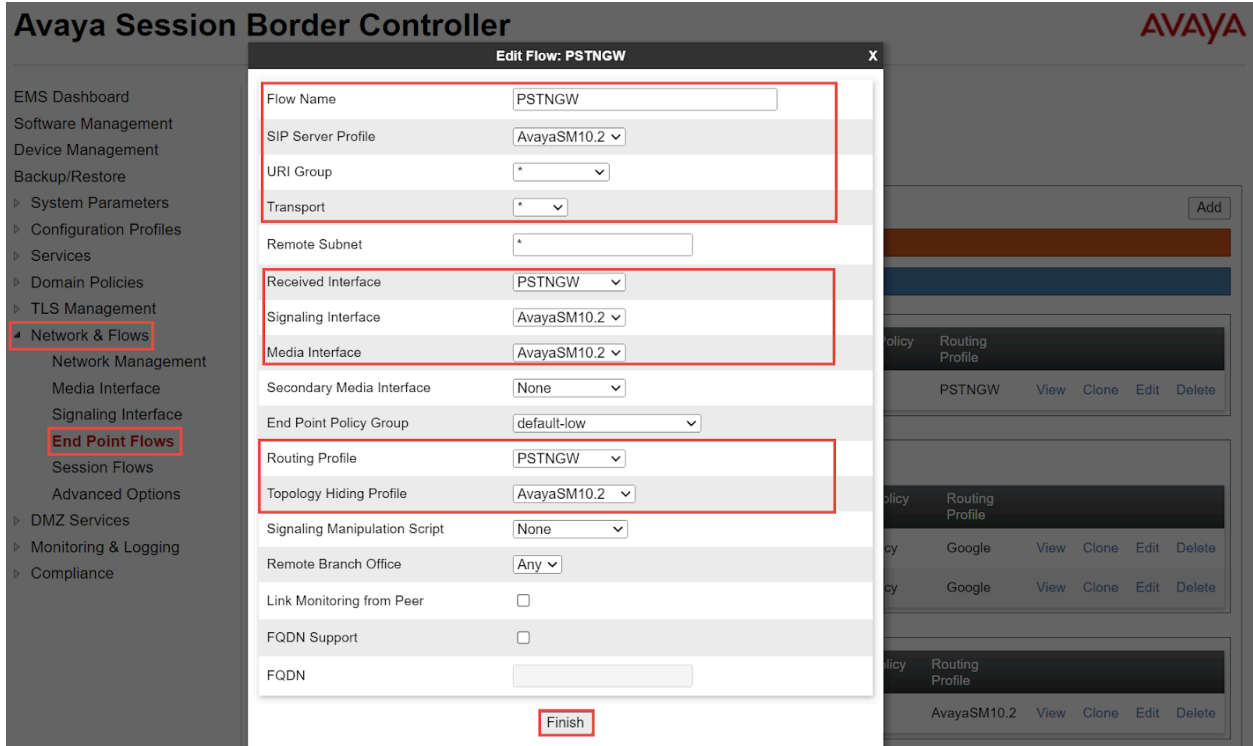 Avaya Session Border Controller
AVAYA
Edit Flow: PSTNGW
X
EMS Dashboard
Software Management
Device Management
Backup/Restore
System Parameters
Configuration Profiles
Services
Domain Policies
TLS Management
Network & Flows
Network Management
Media Interface
Signaling Interface
End Point Flows
Session Flows
Advanced Options
DMZ Services
Monitoring & Logging
Compliance
Flow Name PSTNGW
SIP Server Profile AvayaSM10.2
URI Group *
Transport *
Remote Subnet *
Received Interface PSTNGW
Signaling Interface AvayaSM10.2
Media Interface AvayaSM10.2
Secondary Media Interface None
End Point Policy Group default-low
Routing Profile PSTNGW
Topology Hiding Profile AvayaSM10.2
Signaling Manipulation Script None
Remote Branch Office Any
Link Monitoring from Peer
FQDN Support
FQDN
Finish
Add
Routing
Profile
PSTNGW View Clone Edit Delete
Routing
Profile
Google View Clone Edit Delete
Google View Clone Edit Delete
Routing
Profile
AvayaSM10.2 View Clone Edit Delete